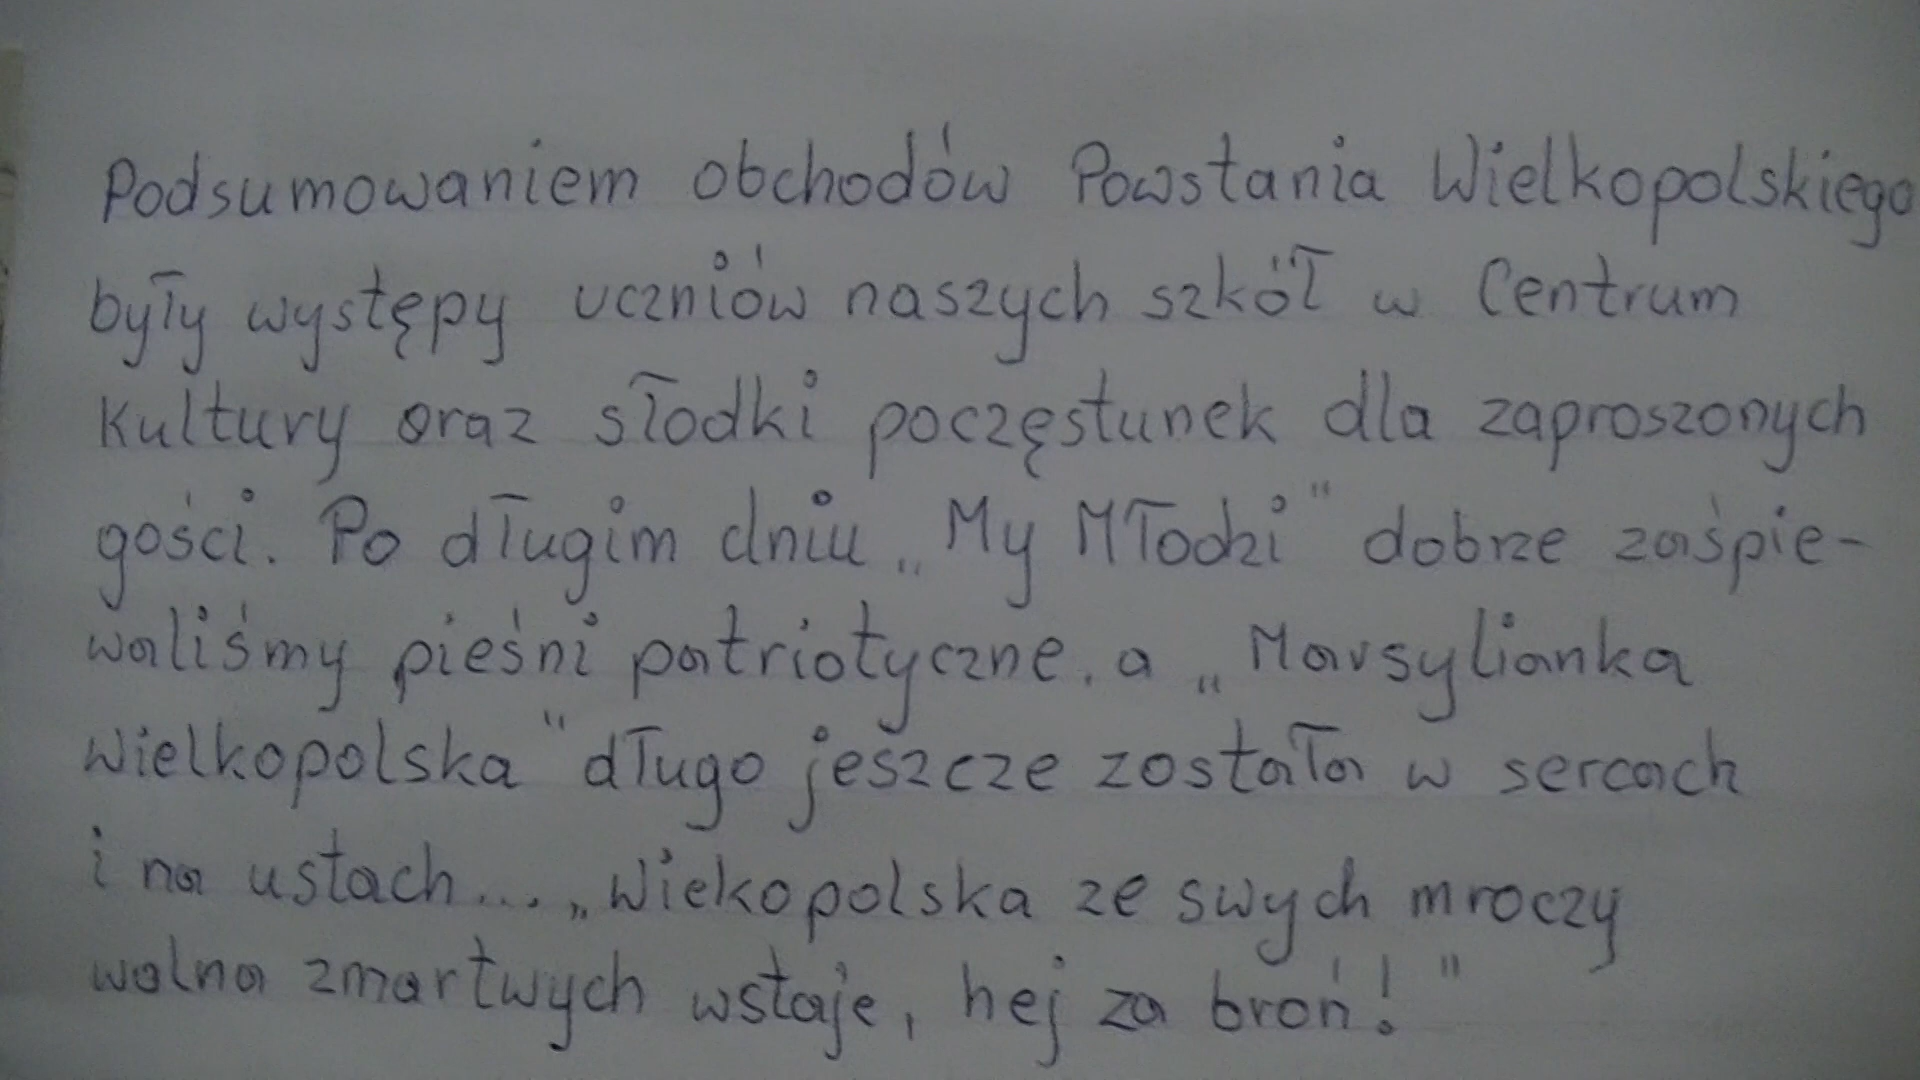 Podsumowaniem obchodów Powstania Wielkopolskiego
były występy uczniów naszych szkół w Centrum
Kultury oraz słodki poczęstunek dla zaproszonych
gości. Po długim dniu „My Młodzi" dobrze zaśpie-
waliśmy pieśni patriotyczne, a „Marsylianka
Wielkopolska" długo jeszcze została w sercach
i na ustach.... „Wiekopolska ze swych mroczy
wolna zmartwych wstaje, hej za broń!"